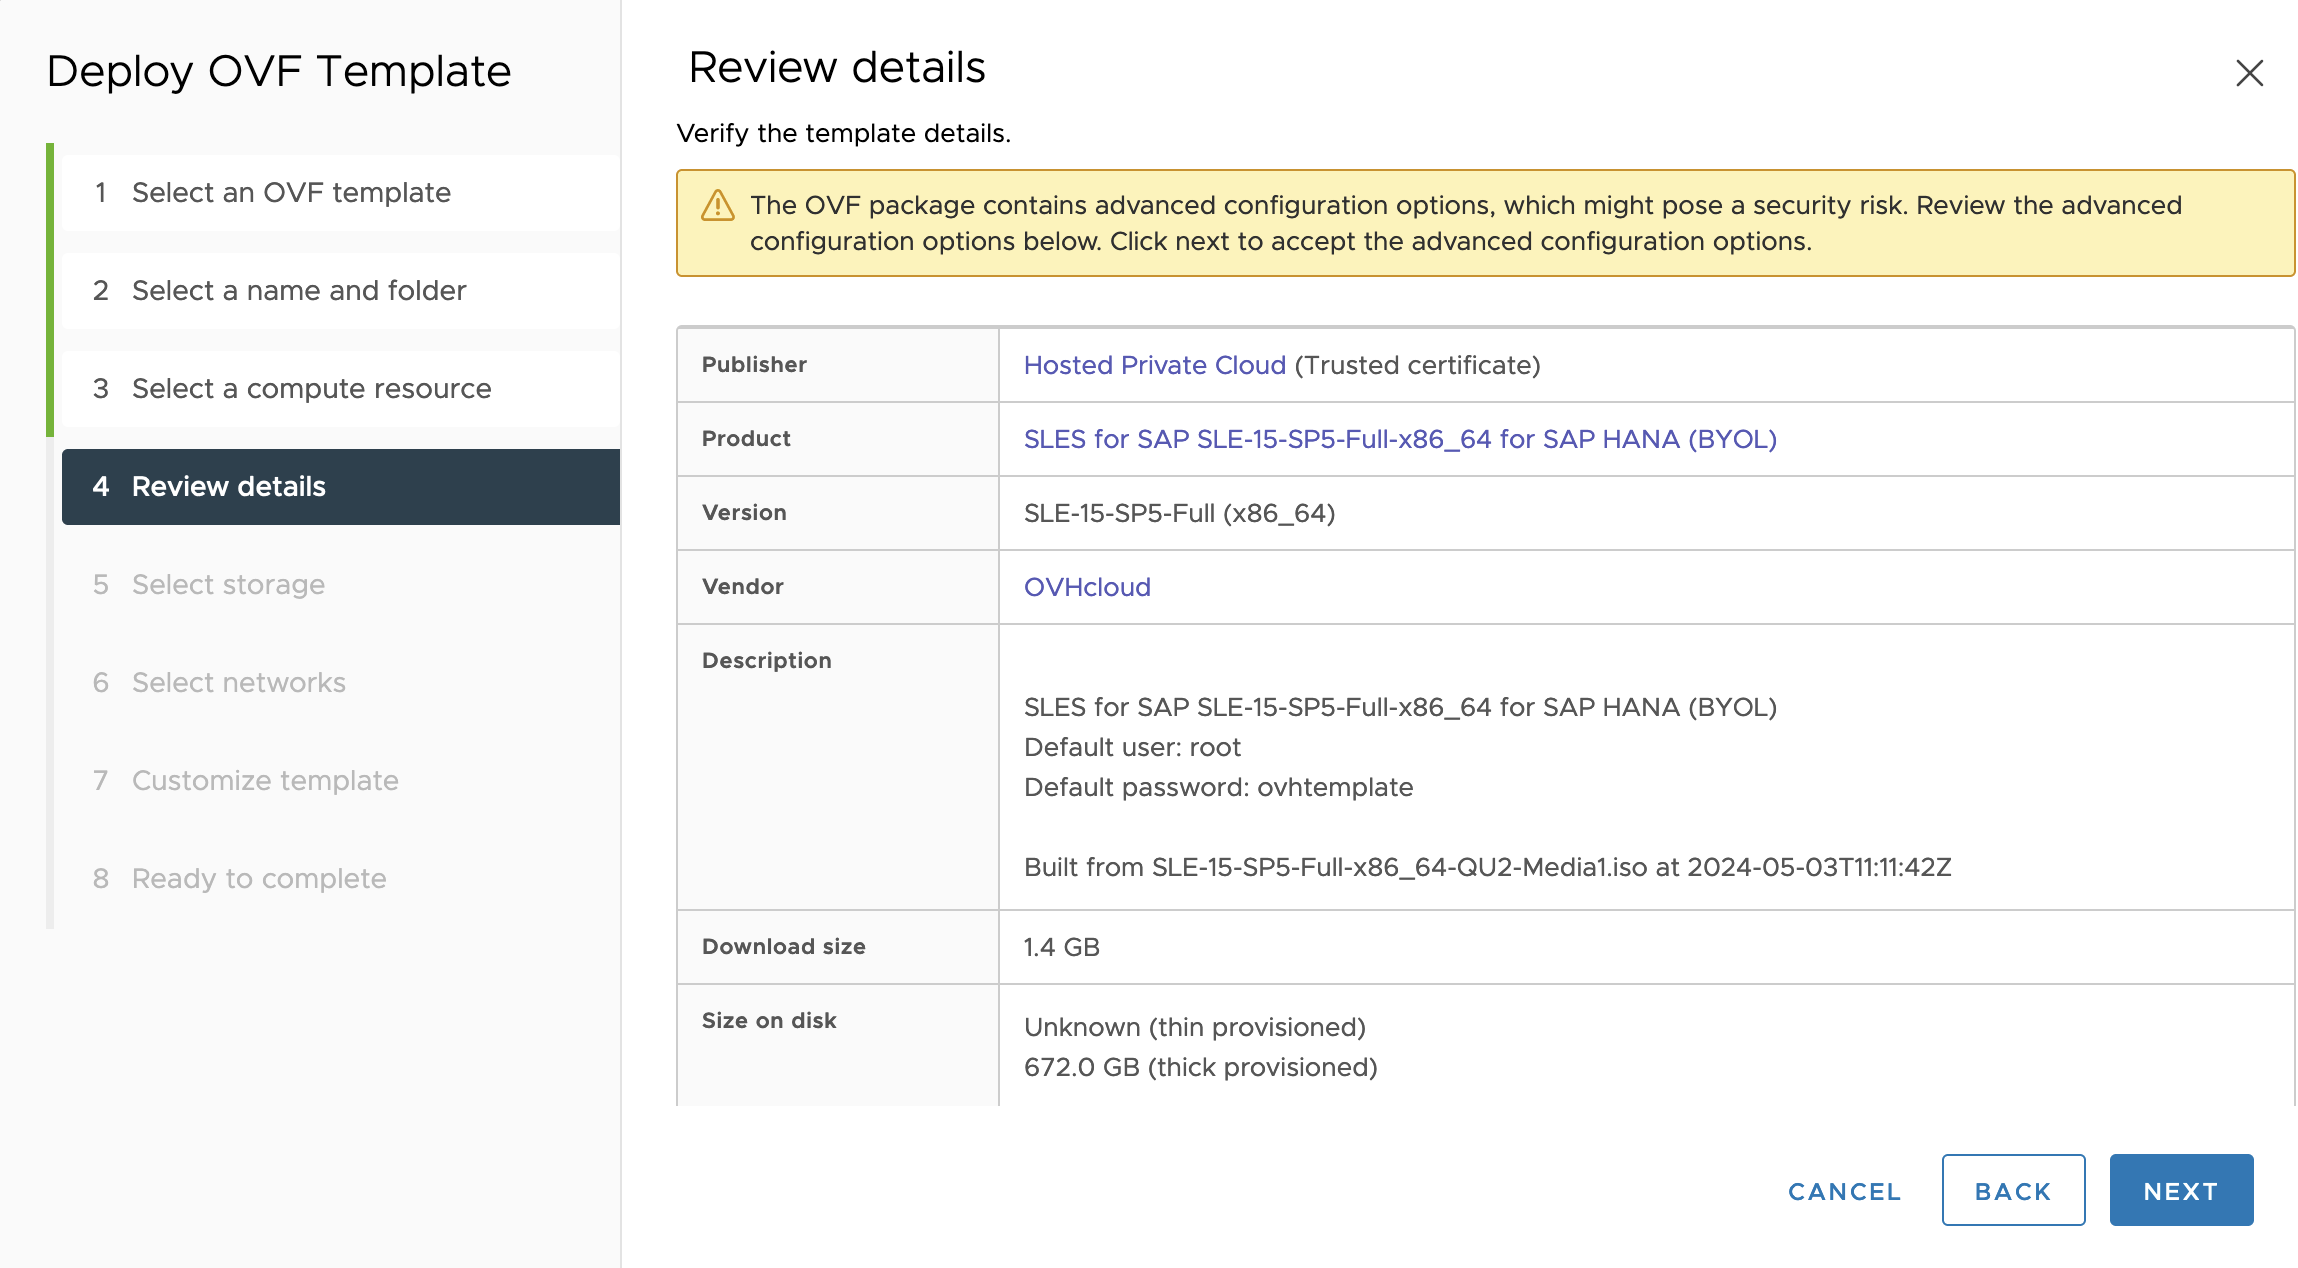 Deploy OVF Template
1 Select an OVF template
2 Select a name and folder
3 Select a compute resource
4 Review details
5 Select storage
6 Select networks
7 Customize template
8 Ready to complete
Review details
Verify the template details.
The OVF package contains advanced configuration options, which might pose a security risk. Review the advanced
configuration options below. Click next to accept the advanced configuration options.
Publisher Hosted Private Cloud (Trusted certificate)
Product SLES for SAP SLE-15-SP5-Full-x86_64 for SAP HANA (BYOL)
Version SLE-15-SP5-Full (x86_64)
Vendor OVHcloud
Description
SLES for SAP SLE-15-SP5-Full-x86_64 for SAP HANA (BYOL)
Default user: root
Default password: ovhtemplate
Built from SLE-15-SP5-Full-x86_64-QU2-Media1.iso at 2024-05-03T11:11:42Z
Download size 1.4 GB
Size on disk Unknown (thin provisioned)
672.0 GB (thick provisioned)
CANCEL BACK NEXT